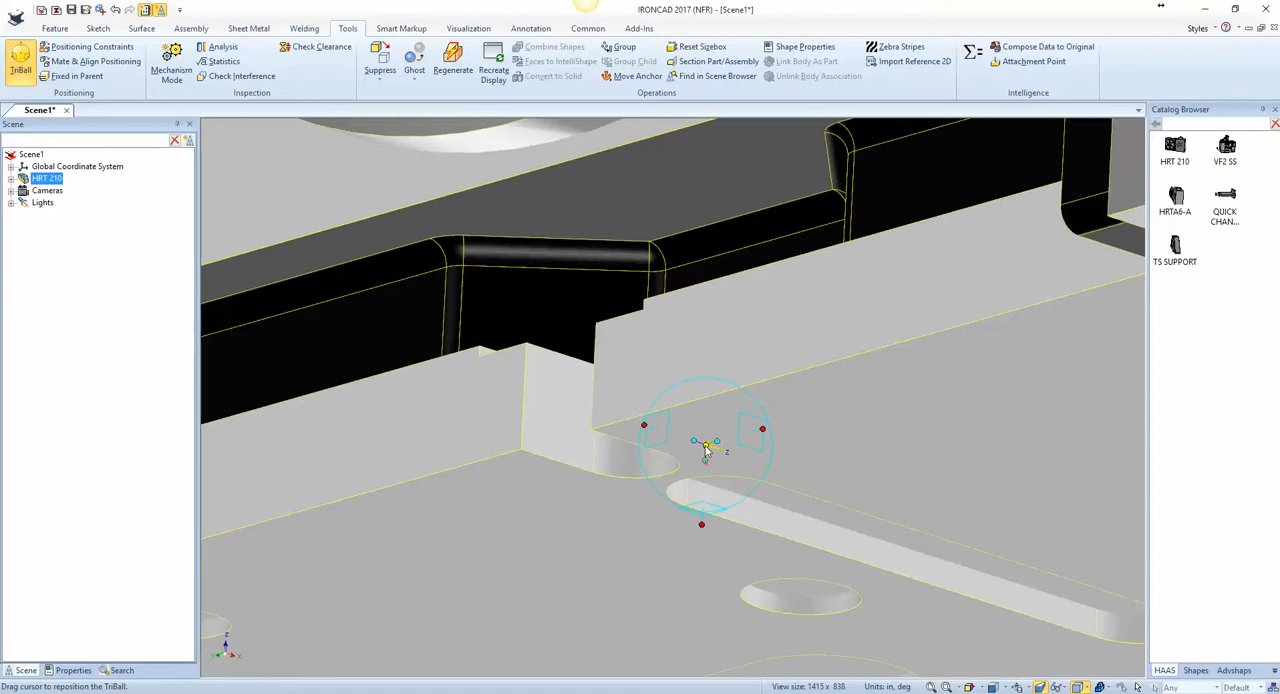 IRONCAD 2017 (NFR) - [Scene1*]
Feature Sketch Surface Assembly Sheet Metal Welding Tools Smart Markup Visualization Annotation Common Add-Ins Styles
TriBall
Positioning Constraints
Mate & Align Positioning
Fixed in Parent
Positioning
Mechanism Mode
Analysis
Statistics
Check Interference
Check Clearance
Inspection
Suppress
Ghost
Regenerate
Recreate Display
Combine Shapes
Faces to IntelliShape
Convert to Solid
Group
Group Child
Move Anchor
Reset Sizebox
Section Part/Assembly
Find in Scene Browser
Shape Properties
Link Body As Part
Unlink Body Association
Operations
Zebra Stripes
Import Reference 2D
Compose Data to Original
Attachment Point
Intelligence
Scene1*
Scene
Scene1
Global Coordinate System
HRT 210
Cameras
Lights
Catalog Browser
HRT 210
VF2 SS
HRTA6-A
QUICK CHAN...
TS SUPPORT
Z
Z
X
Scene Properties Search
HAAS Shapes Advshaps
Drag cursor to reposition the TriBall.
View size: 1415 x 838
Units: in, deg
Any
Default